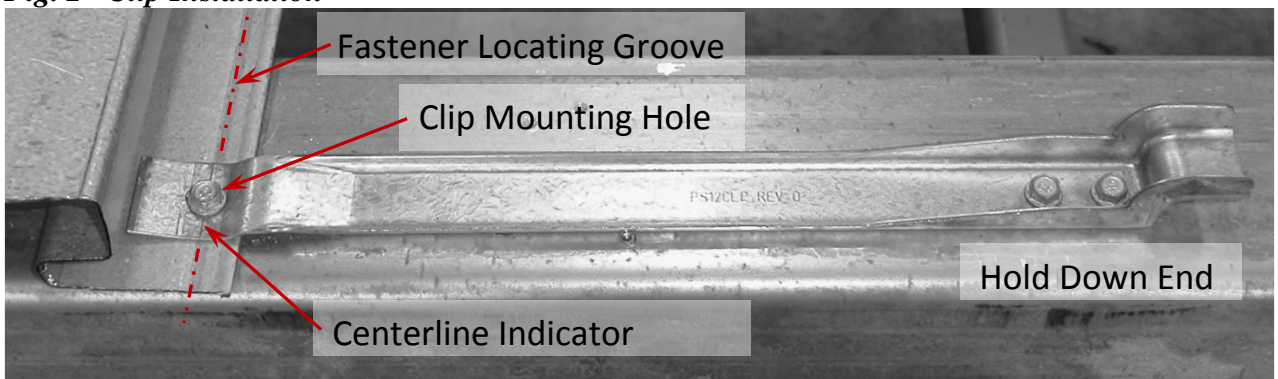 Fastener Locating Groove
Clip Mounting Hole
PS12CLP REV 0
Hold Down End
Centerline Indicator